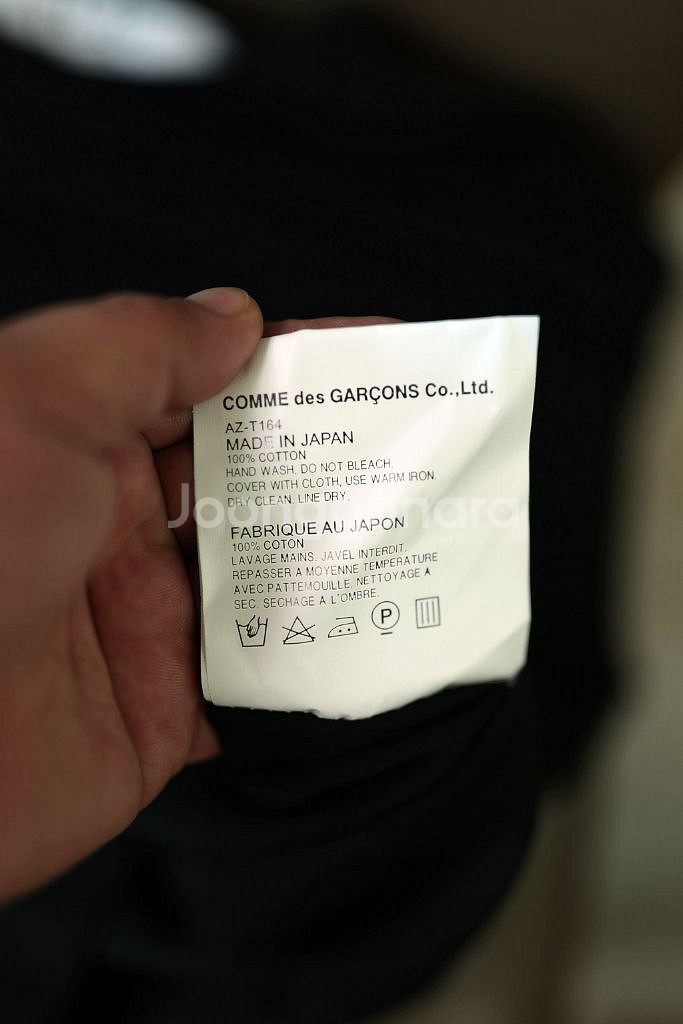 COMME des GARÇONS Co.,Ltd.
AZ-T164
MADE IN JAPAN
100% COTTON
HAND WASH. DO NOT BLEACH.
COVER WITH CLOTH, USE WARM IRON.
DRY CLEAN. LINE DRY.
FABRIQUE AU JAPON
100% COTON
LAVAGE MAINS. JAVEL INTERDIT.
REPASSER A MOYENNE TEMPERATURE
AVEC PATTEMOUILLE. NETTOYAGE A
SEC. SECHAGE A L'OMBRE.
P